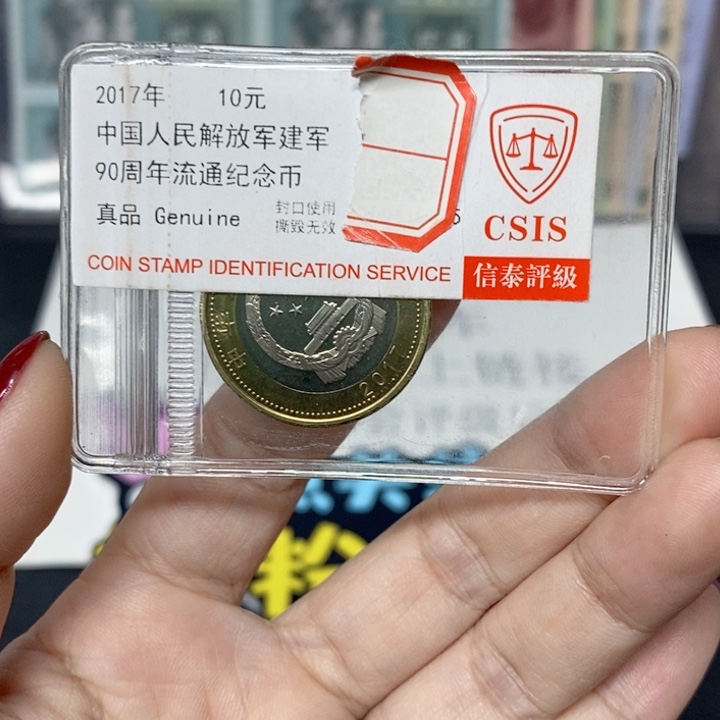 2017年 10元
中国人民解放军建军
90周年流通纪念币
真品 Genuine
封口使用
撕毁无效
5
CSIS
COIN STAMP IDENTIFICATION SERVICE
信泰評級
2017